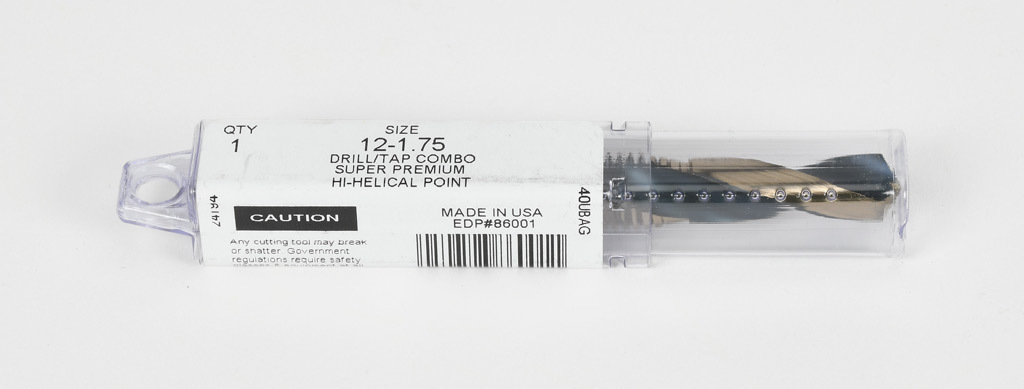 QTY
1
SIZE
12-1.75
DRILL/TAP COMBO
SUPER PREMIUM
HI-HELICAL POINT
CAUTION
Any cutting tool may break
or shatter. Government
regulations require safety
MADE IN USA
EDP#86001
40UBAG